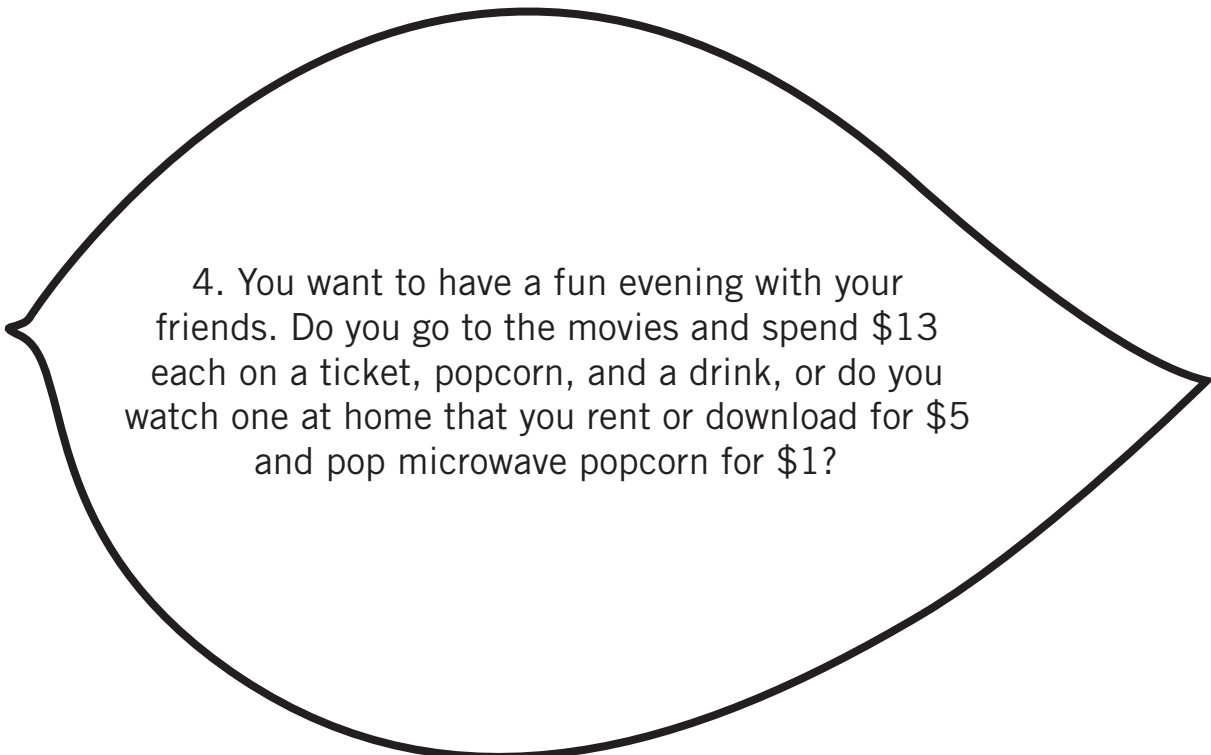 4. You want to have a fun evening with your
friends. Do you go to the movies and spend $13
each on a ticket, popcorn, and a drink, or do you
watch one at home that you rent or download for $5
and pop microwave popcorn for $1?